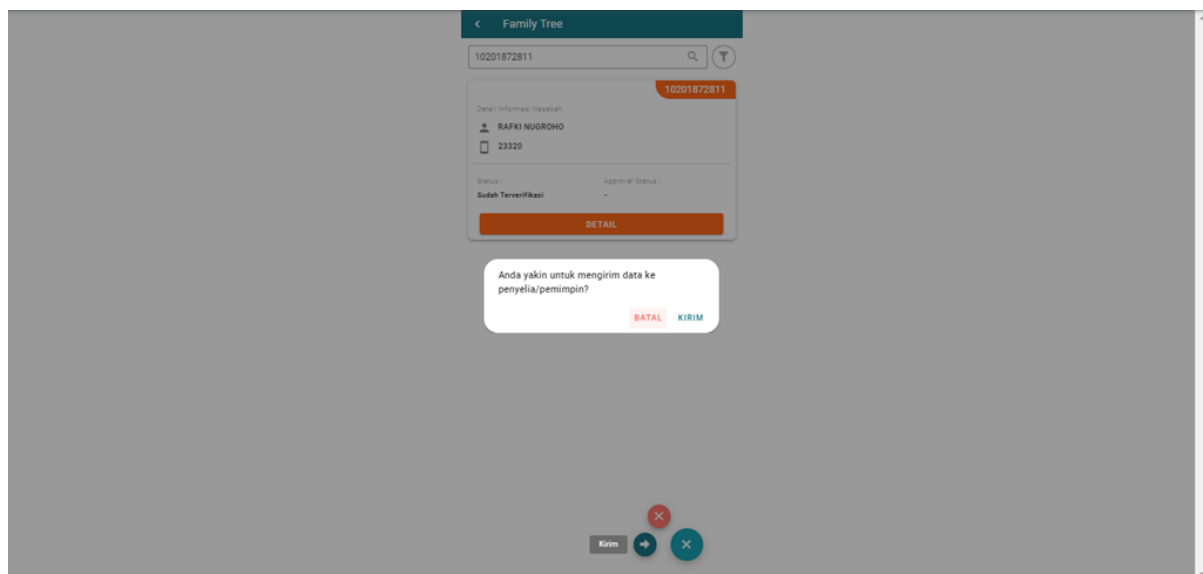 Family Tree
10201872811
10201872811
Detail Informasi Nasabah
RAFKI NUGROHO
23320
Status :
Approval Status :
Sudah Terverifikasi
-
DETAIL
Anda yakin untuk mengirim data ke
penyelia/pemimpin?
BATAL KIRIM
Kirim